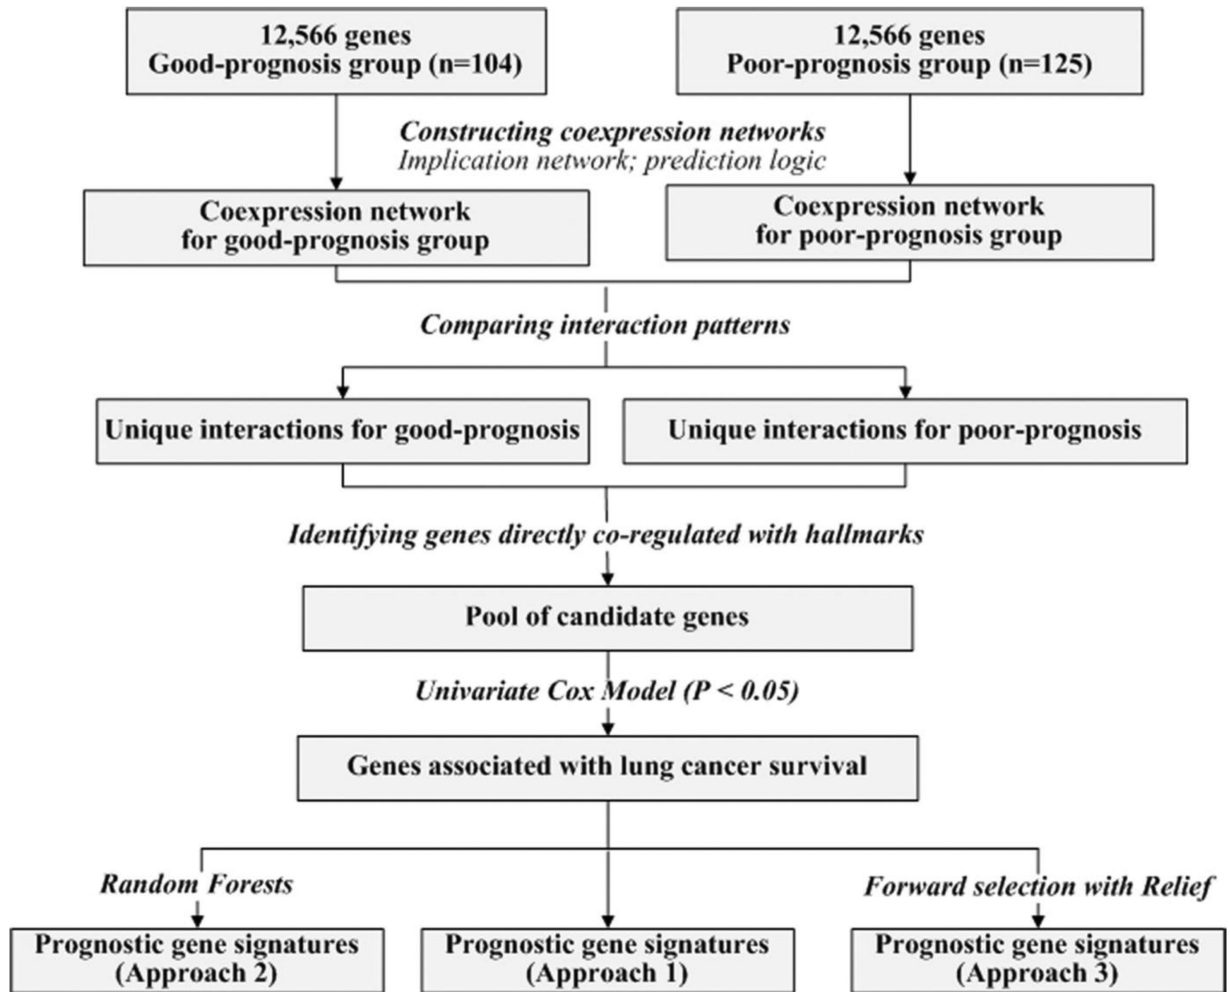 12,566 genes
Good-prognosis group (n=104)
12,566 genes
Poor-prognosis group (n=125)
Constructing coexpression networks
Implication network; prediction logic
Coexpression network
for good-prognosis group
Coexpression network
for poor-prognosis group
Comparing interaction patterns
Unique interactions for good-prognosis
Unique interactions for poor-prognosis
Identifying genes directly co-regulated with hallmarks
Pool of candidate genes
Univariate Cox Model (P < 0.05)
Genes associated with lung cancer survival
Random Forests
Forward selection with Relief
Prognostic gene signatures
(Approach 2)
Prognostic gene signatures
(Approach 1)
Prognostic gene signatures
(Approach 3)